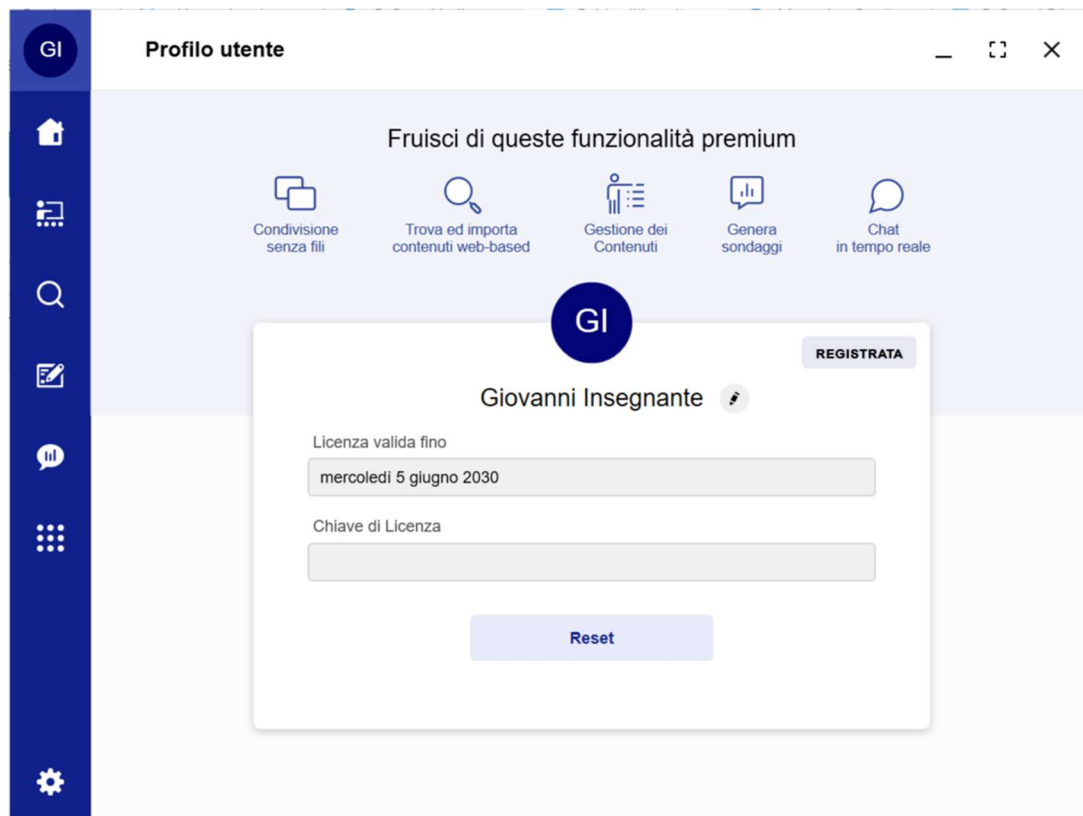 GI
Profilo utente
Fruisci di queste funzionalità premium
Condivisione
senza fili
Trova ed importa
contenuti web-based
Gestione dei
Contenuti
Genera
sondaggi
Chat
in tempo reale
GI
REGISTRATA
Giovanni Insegnante
Licenza valida fino
mercoledì 5 giugno 2030
Chiave di Licenza
Reset